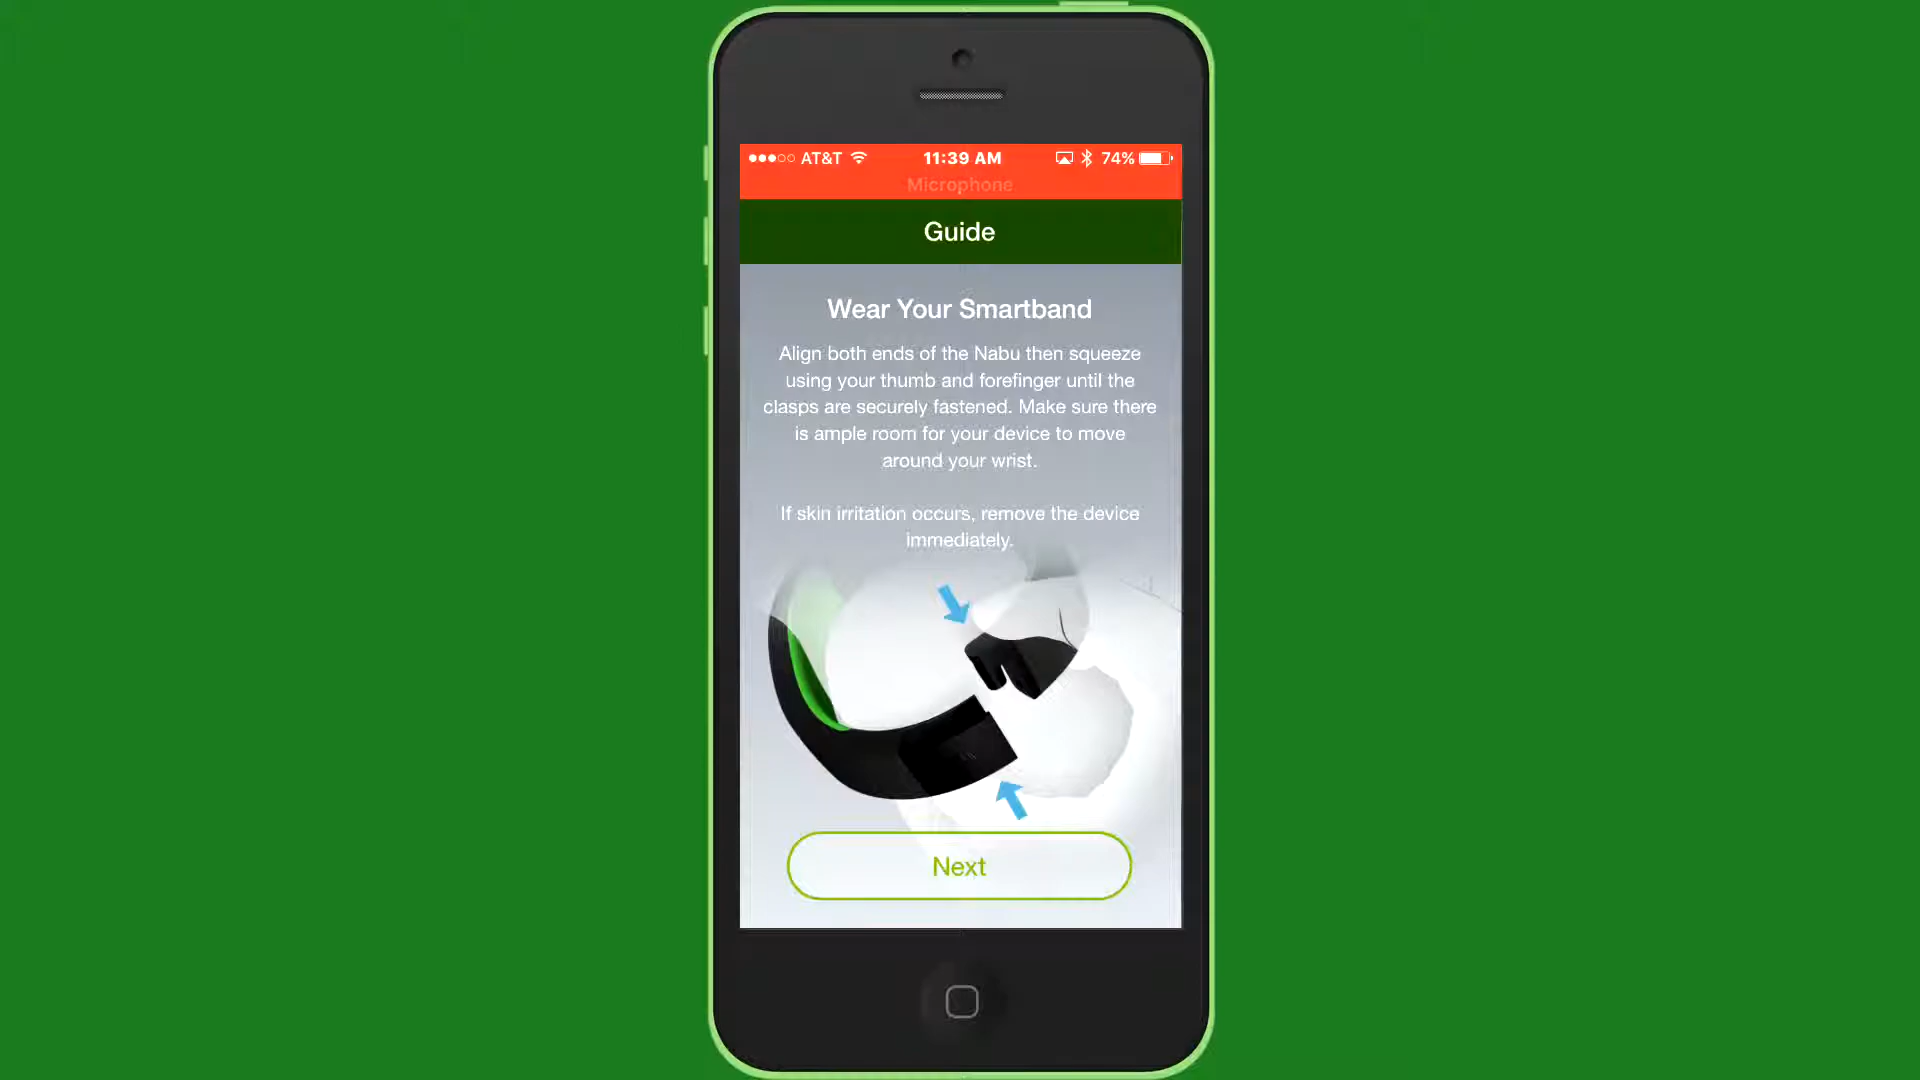 AT&T 11:39 AM 74%
Microphone
Guide
Wear Your Smartband
Align both ends of the Nabu then squeeze
using your thumb and forefinger until the
clasps are securely fastened. Make sure there
is ample room for your device to move
around your wrist.
If skin irritation occurs, remove the device
immediately.
Next